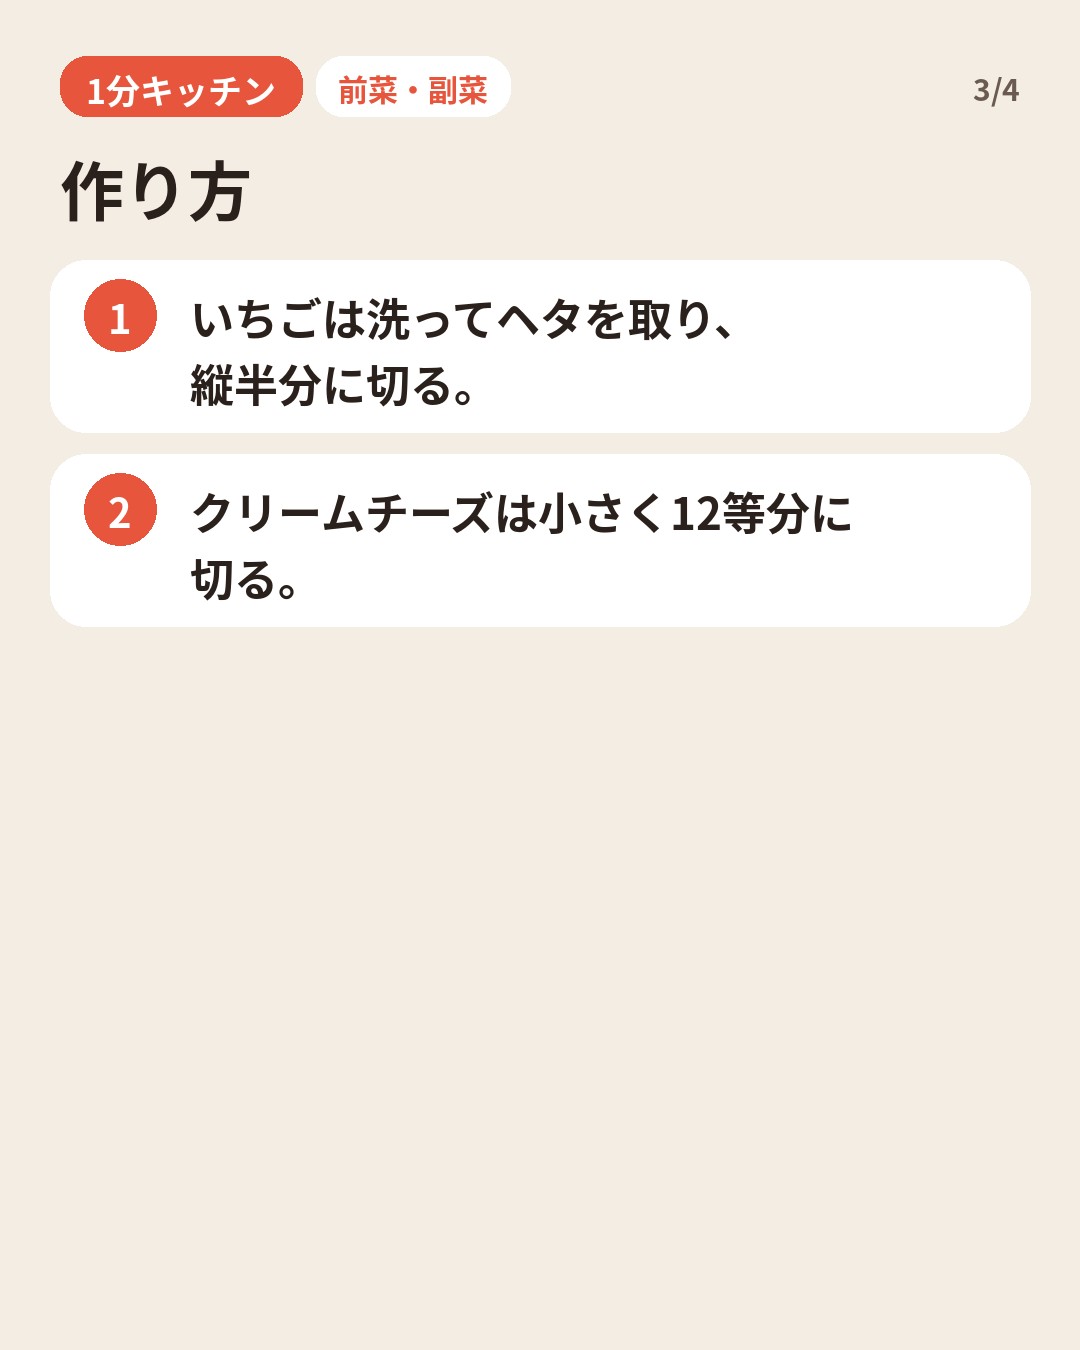 1分キッチン
前菜・副菜
3/4
作り方
1
いちごは洗ってヘタを取り、
縦半分に切る。
2
クリームチーズは小さく12等分に
切る。